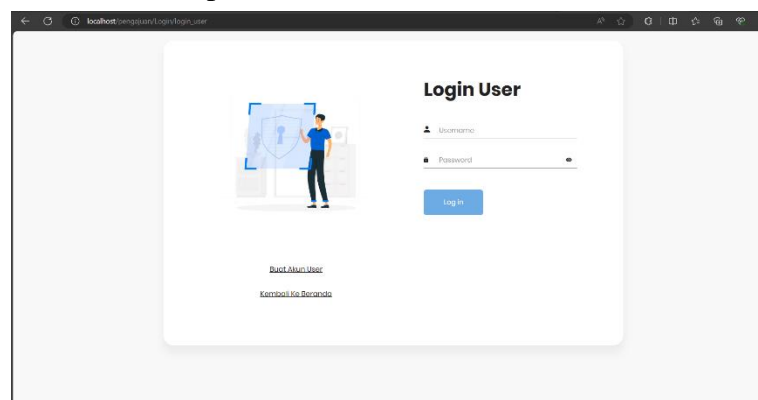 localhost/pengajuan/Login/login_user
Login User
Username
Password
Log in
Buat Akun User
Kembali Ke Beranda